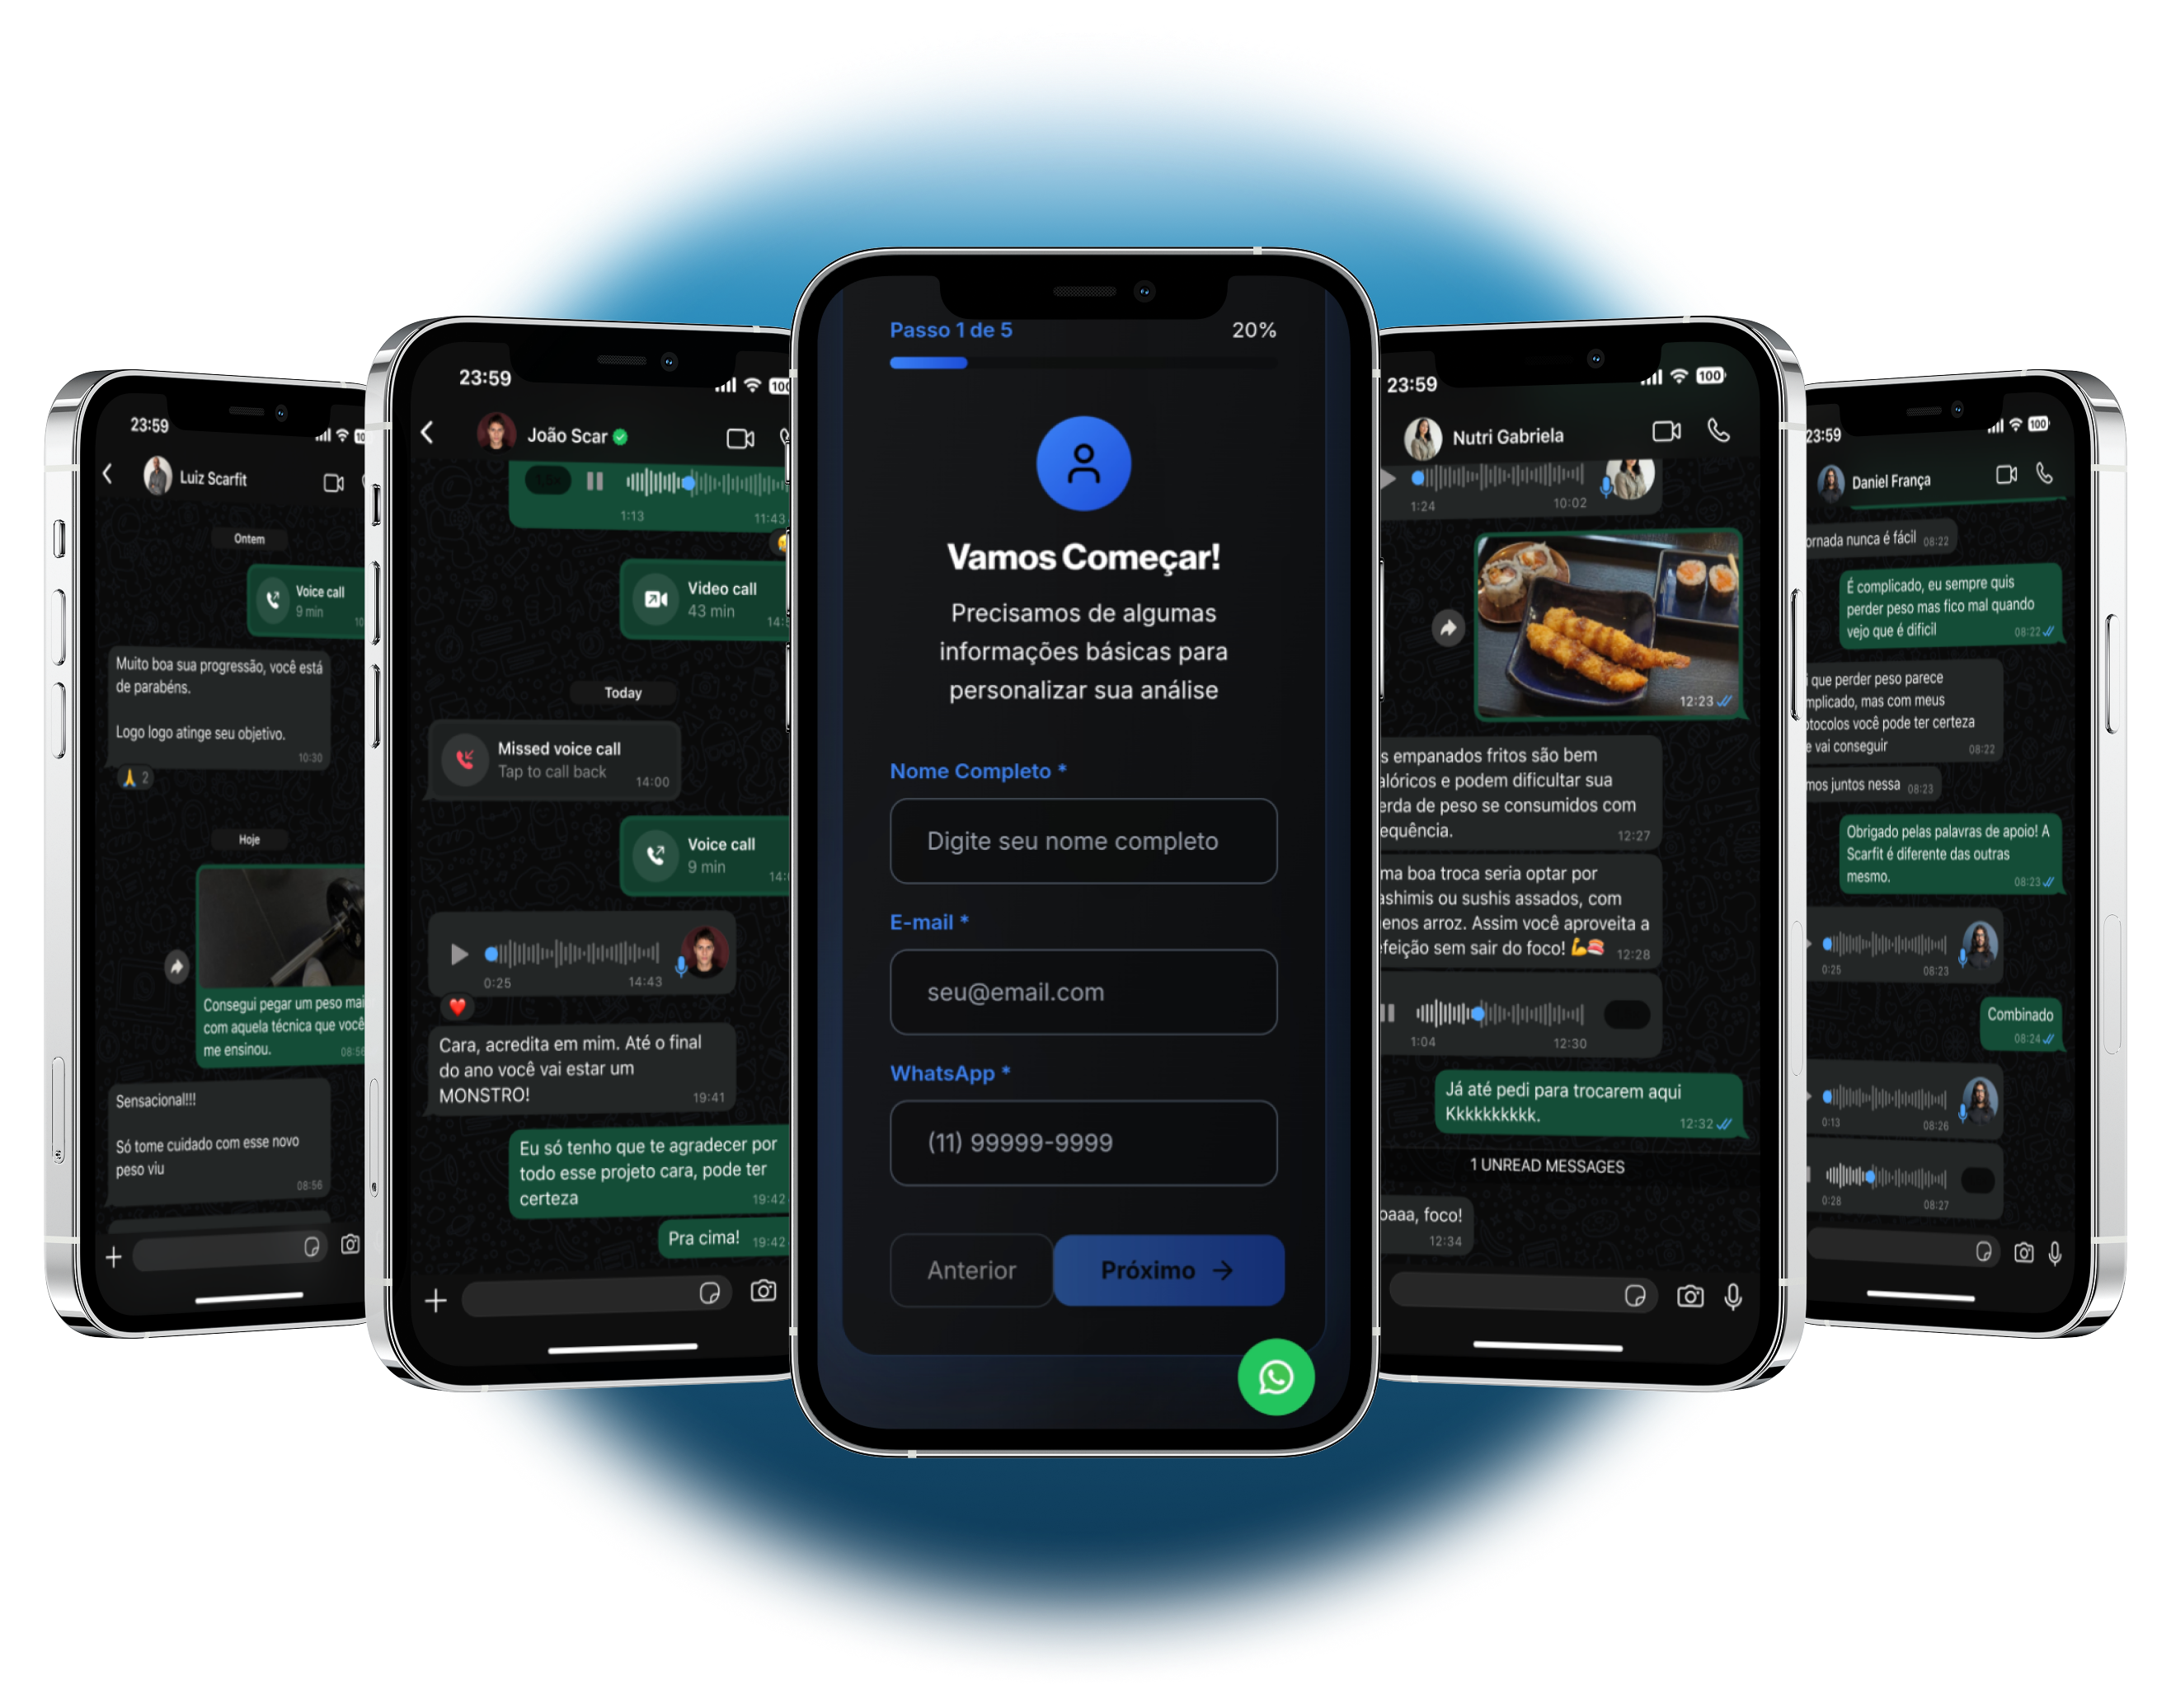 23:59
Luiz Scarfit
Ontem
Voice call
9 min
Muito boa sua progressão, você está
de parabéns.
Logo logo atinge seu objetivo.
10:30
2
Hoje
Consegui pegar um peso
com aquela técnica que você
me ensinou.
08:56
Sensacional!!!
Só tome cuidado com esse novo
peso viu
08:56
23:59
João Scar
1,5x
1:13
11:43
Video call
43 min
Today
Missed voice call
Tap to call back
14:00
Voice call
9 min
0:25
14:43
Cara, acredita em mim. Até o final
do ano você vai estar um
MONSTRO!
19:41
Eu só tenho que te agradecer por
todo esse projeto cara, pode ter
certeza
19:42
Pra cima!
19:42
Passo 1 de 5
20%
Vamos Começar!
Precisamos de algumas
informações básicas para
personalizar sua análise
Nome Completo *
Digite seu nome completo
E-mail *
seu@email.com
WhatsApp *
(11) 99999-9999
Anterior
Próximo →
23:59
100
Nutri Gabriela
1:24
10:02
12:23
empanados fritos são bem
e podem dificultar sua
de peso se consumidos com
12:27
boa troca seria optar por
ou sushis assados, com
arroz. Assim você aproveita a
sem sair do foco! 💪🍣
12:28
1:04
12:30
Já até pedi para trocarem aqui
Kkkkkkkkkk.
12:32
1 UNREAD MESSAGES
foco!
12:34
23:59
100
Daniel França
nunca é fácil
08:22
É complicado, eu sempre quis
perder peso mas fico mal quando
vejo que é dificil
08:22
que perder peso parece
mas com meus
você pode ter certeza
vai conseguir
08:22
juntos nessa
08:23
Obrigado pelas palavras de apoio! A
Scarfit é diferente das outras
mesmo.
08:23
0:25
08:23
Combinado
08:24
0:13
08:26
0:28
08:27